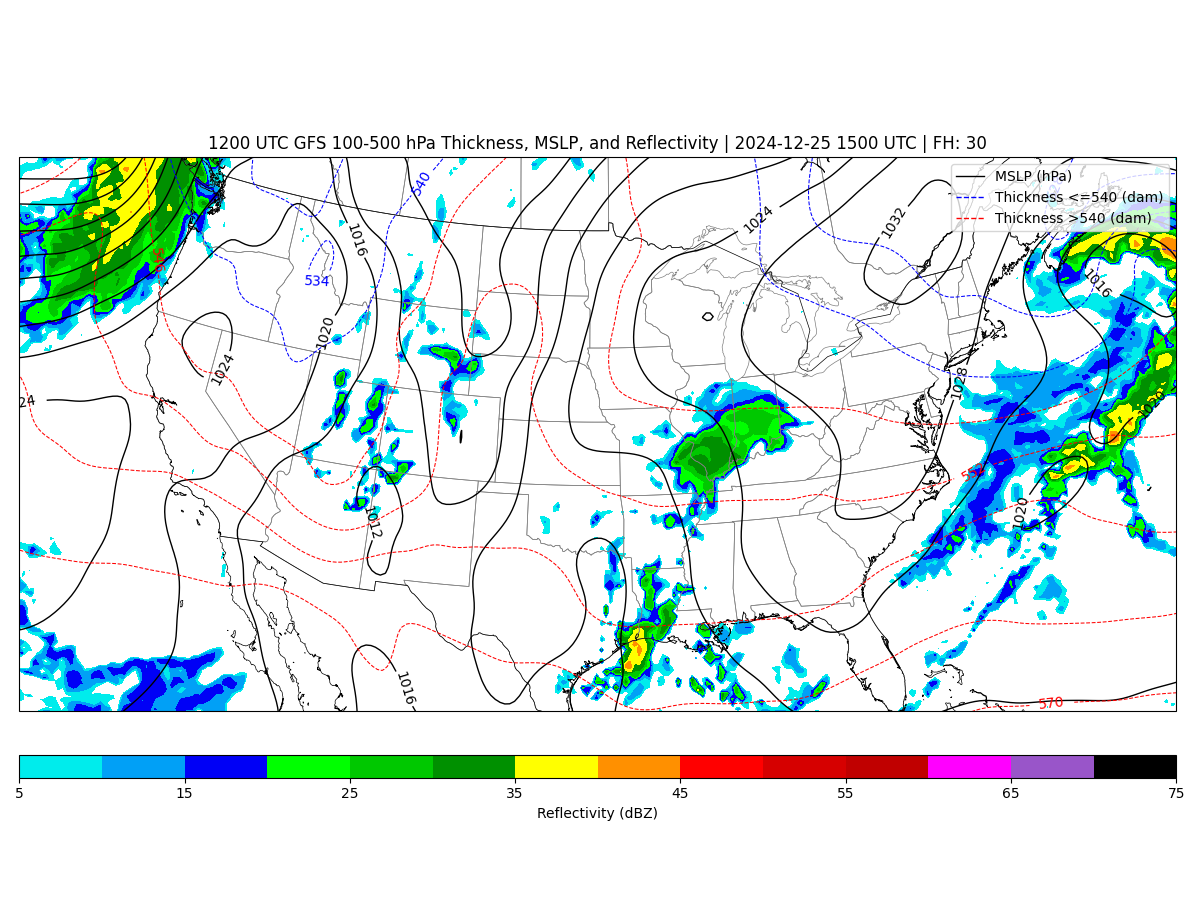 1200 UTC GFS 100-500 hPa Thickness, MSLP, and Reflectivity | 2024-12-25 1500 UTC | FH: 30
MSLP (hPa)
Thickness <=540 (dam)
Thickness >540 (dam)
540
1024
1032
1016
534
1016
1020
1024
1028
24
1020
1020
1012
1016
570
5 15 25 35 45 55 65 75
Reflectivity (dBZ)